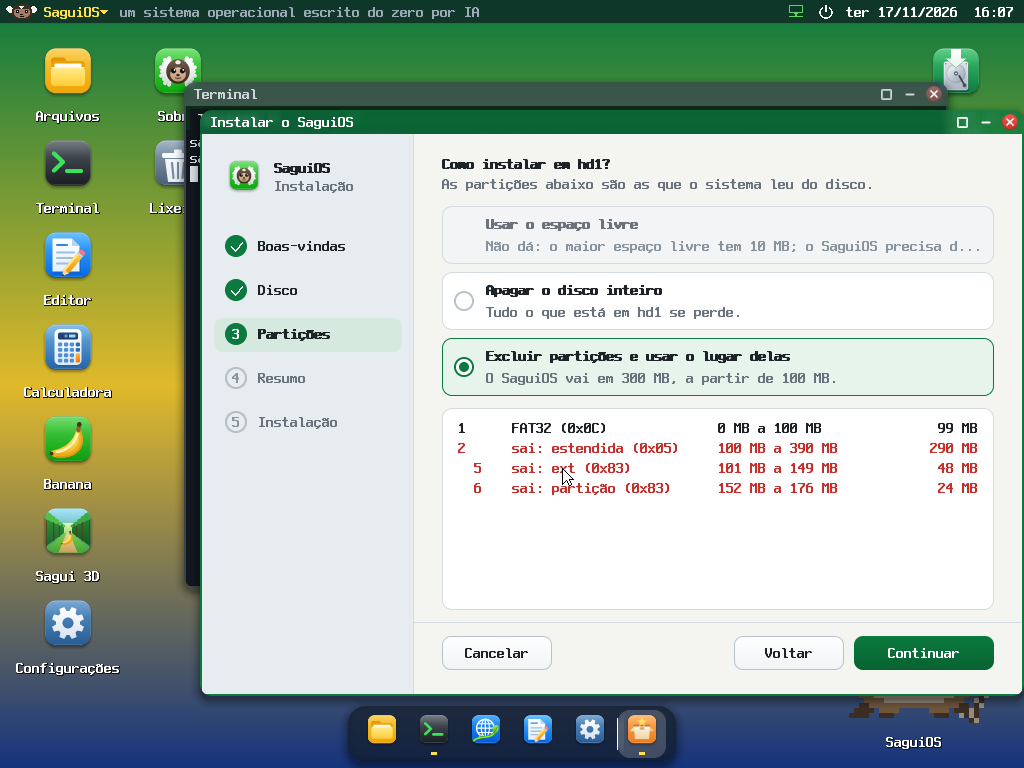 SaguiOS um sistema operacional escrito do zero por IA ter 17/11/2026 16:07
Arquivos
Terminal
Editor
Calculadora
Banana
Sagui 3D
Configurações
Terminal
Instalar o SaguiOS
SaguiOS
Instalação
Boas-vindas
Disco
3 Partições
4 Resumo
5 Instalação
Como instalar em hd1?
As partições abaixo são as que o sistema leu do disco.
Usar o espaço livre
Não dá: o maior espaço livre tem 10 MB; o SaguiOS precisa d...
Apagar o disco inteiro
Tudo o que está em hd1 se perde.
Excluir partições e usar o lugar delas
O SaguiOS vai em 300 MB, a partir de 100 MB.
1 FAT32 (0x0C) 0 MB a 100 MB 99 MB
2 sai: estendida (0x05) 100 MB a 390 MB 290 MB
5 sai: ext (0x83) 101 MB a 149 MB 48 MB
6 sai: partição (0x83) 152 MB a 176 MB 24 MB
Cancelar
Voltar
Continuar
SaguiOS